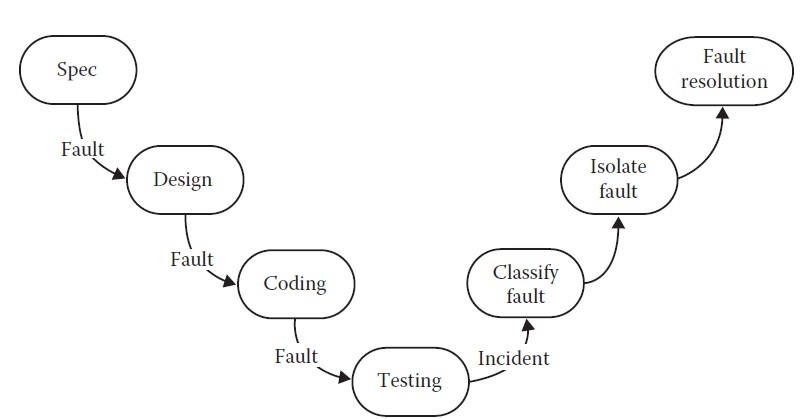 Spec
Fault
Design
Fault
Coding
Fault
Testing
Incident
Classify
fault
Isolate
fault
Fault
resolution